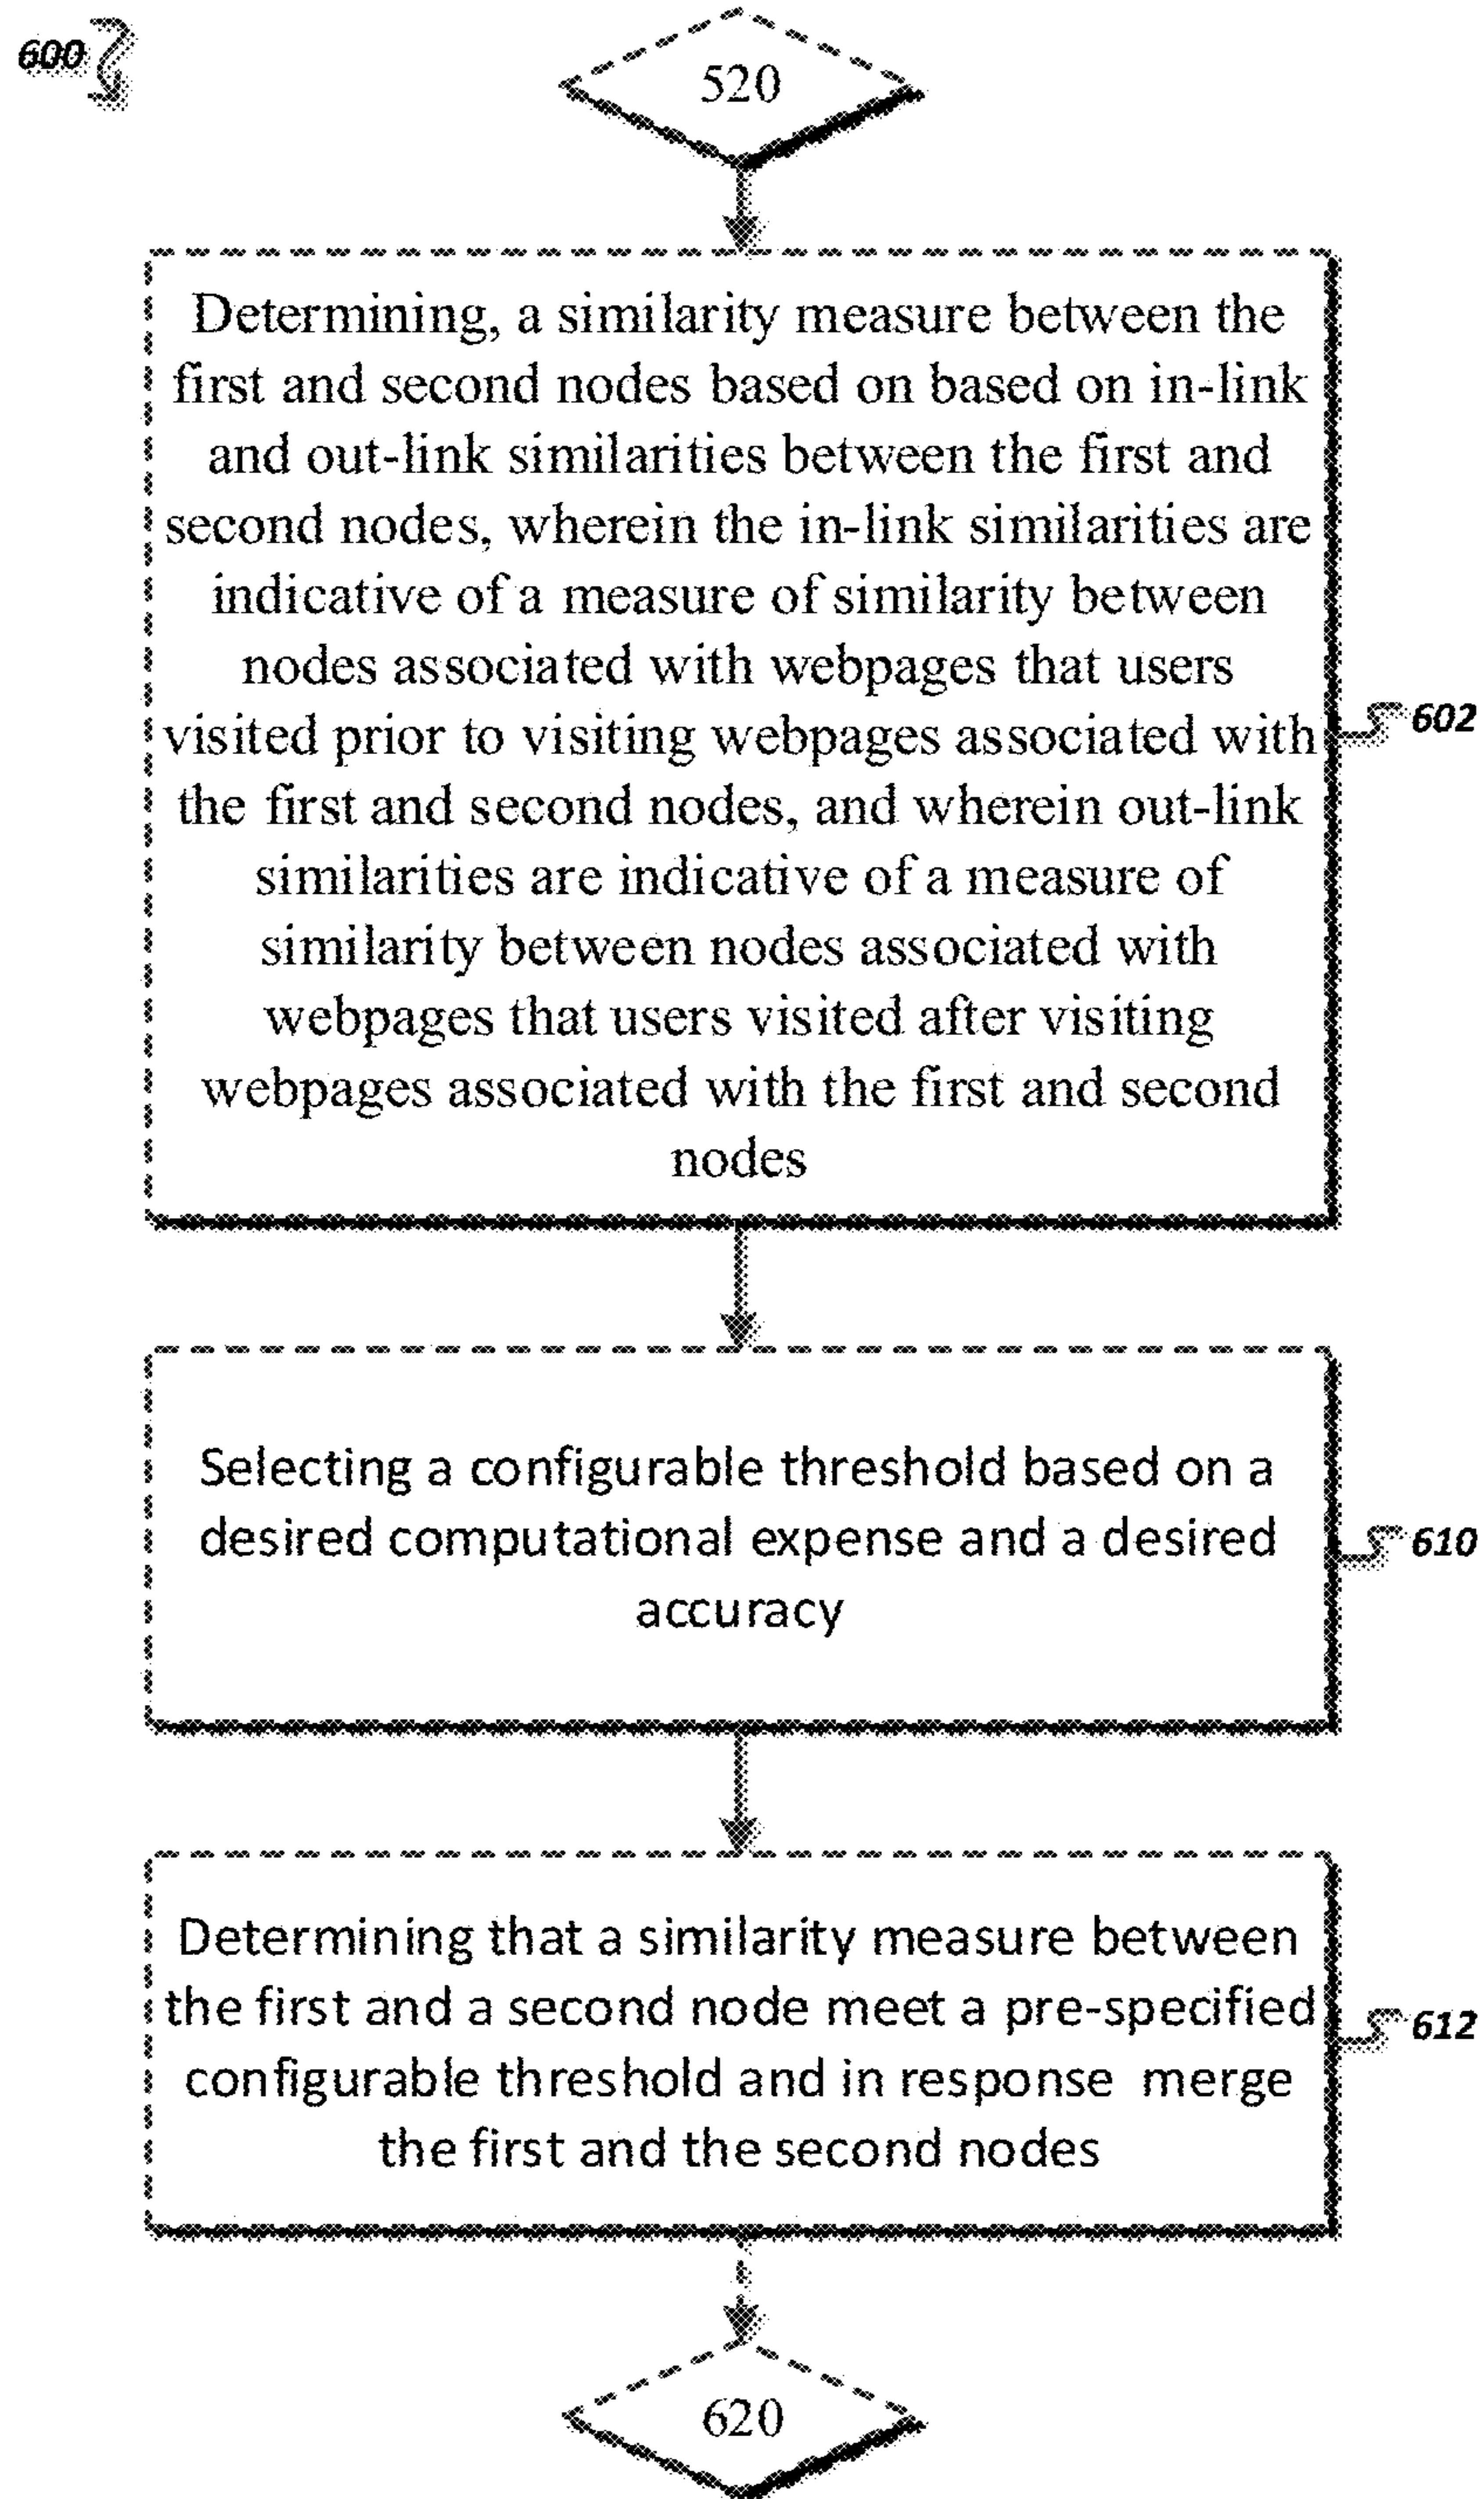 600
520
Determining, a similarity measure between the
first and second nodes based on based on in-link
and out-link similarities between the first and
second nodes, wherein the in-link similarities are
indicative of a measure of similarity between
nodes associated with webpages that users
visited prior to visiting webpages associated with
the first and second nodes, and wherein out-link
similarities are indicative of a measure of
similarity between nodes associated with
webpages that users visited after visiting
webpages associated with the first and second
nodes
602
Selecting a configurable threshold based on a
desired computational expense and a desired
accuracy
610
Determining that a similarity measure between
the first and a second node meet a pre-specified
configurable threshold and in response merge
the first and the second nodes
612
620